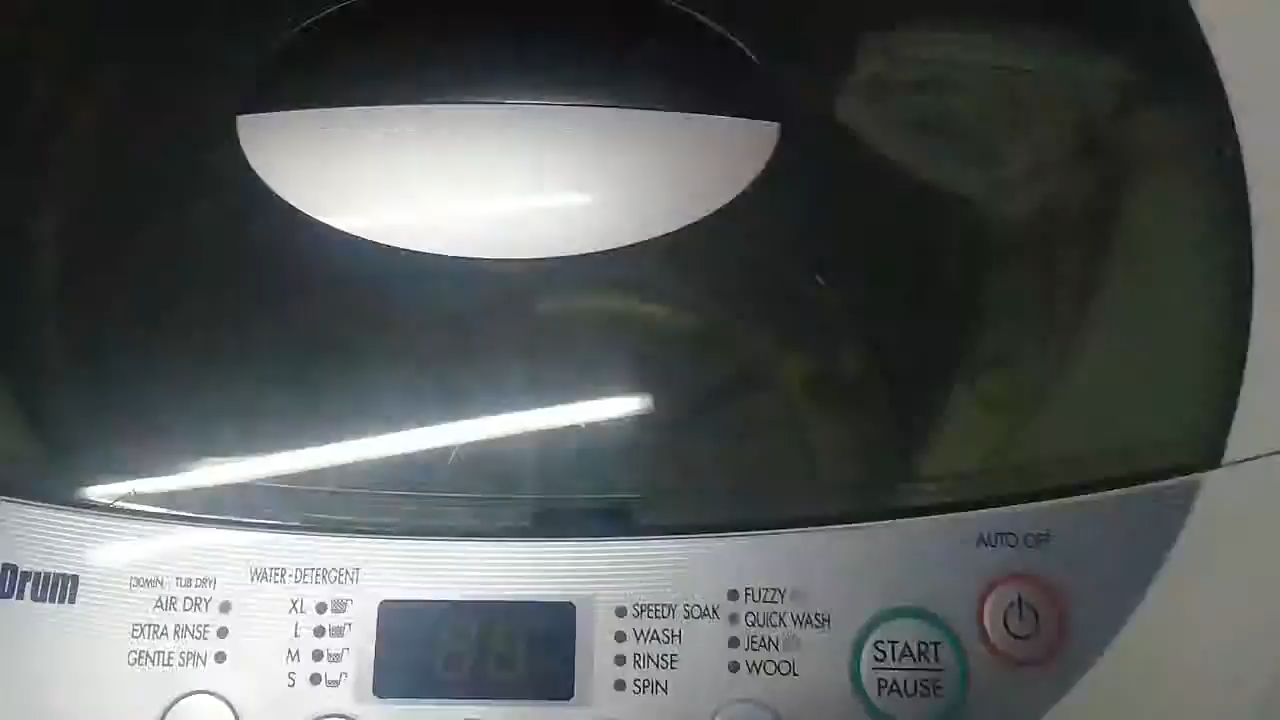 Drum
[30MIN TUB DRY]
AIR DRY
EXTRA RINSE
GENTLE SPIN
WATER-DETERGENT
XL
L
M
S
SPEEDY SOAK
WASH
RINSE
SPIN
FUZZY
QUICK WASH
JEAN
WOOL
START
PAUSE
AUTO OFF